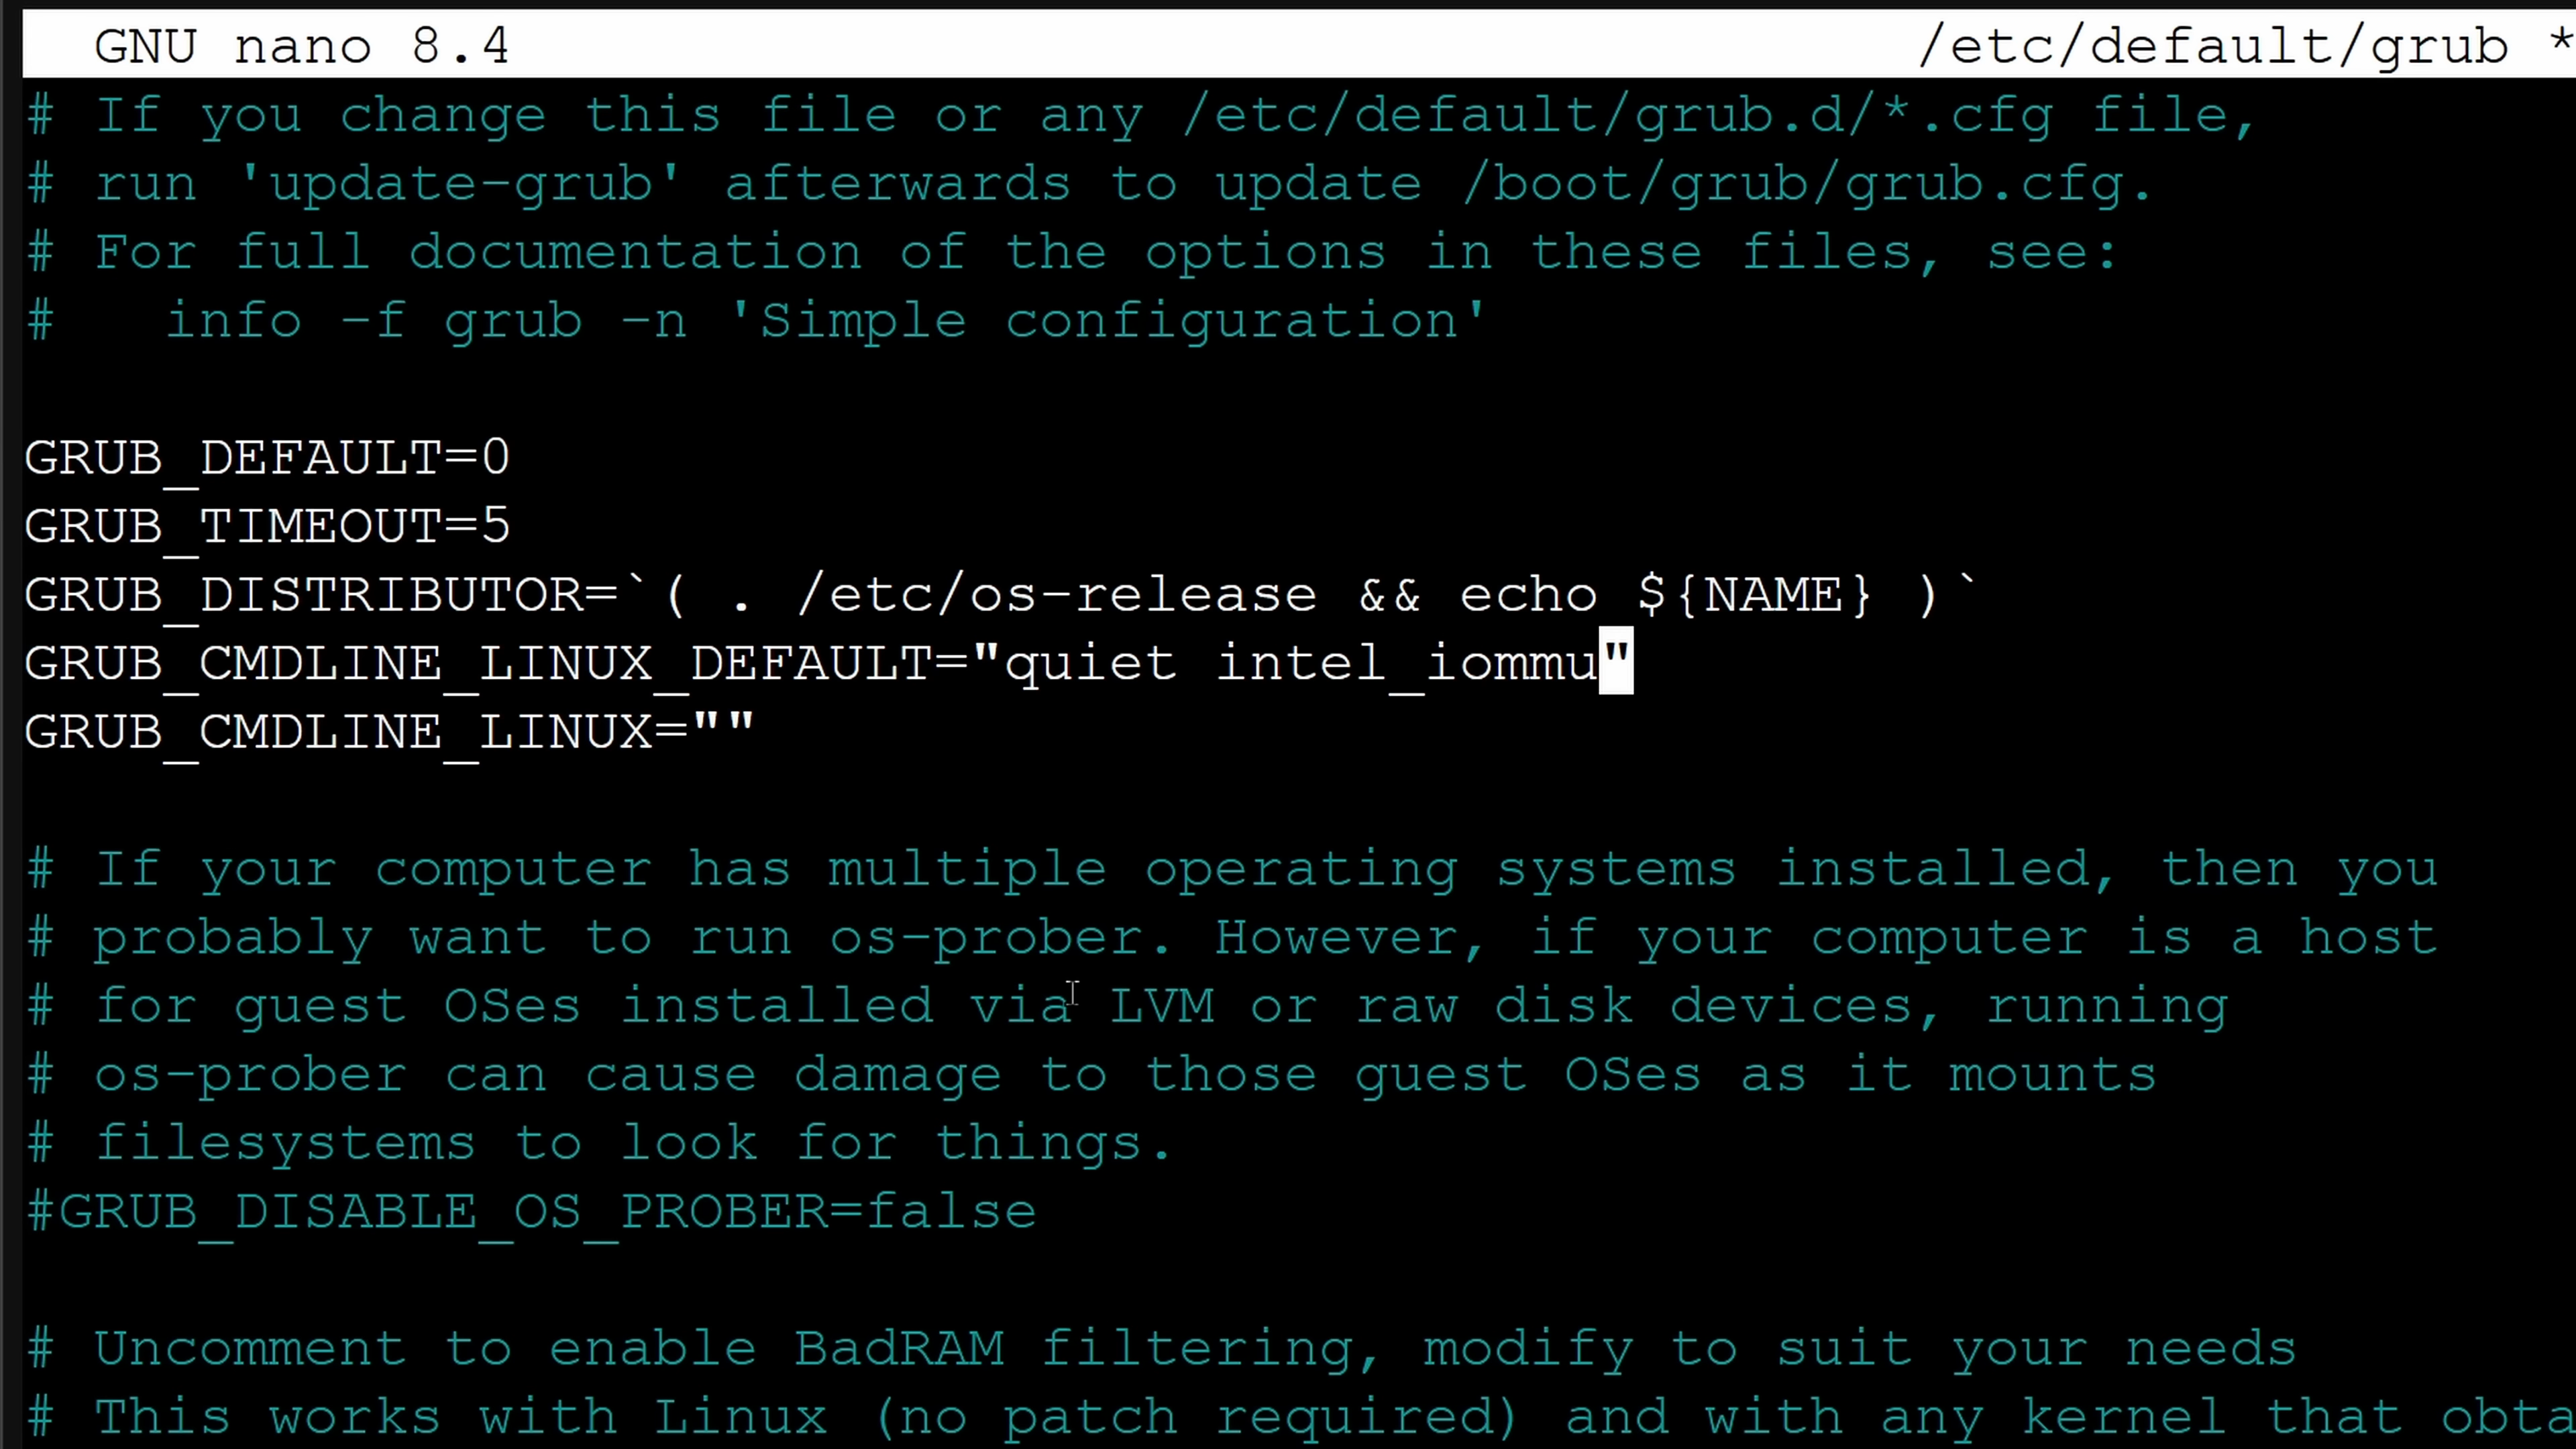 GNU nano 8.4 /etc/default/grub *
# If you change this file or any /etc/default/grub.d/*.cfg file,
# run 'update-grub' afterwards to update /boot/grub/grub.cfg.
# For full documentation of the options in these files, see:
#   info -f grub -n 'Simple configuration'
GRUB_DEFAULT=0
GRUB_TIMEOUT=5
GRUB_DISTRIBUTOR=`( . /etc/os-release && echo ${NAME} )`
GRUB_CMDLINE_LINUX_DEFAULT="quiet intel_iommu"
GRUB_CMDLINE_LINUX=""
# If your computer has multiple operating systems installed, then you
# probably want to run os-prober. However, if your computer is a host
# for guest OSes installed via LVM or raw disk devices, running
# os-prober can cause damage to those guest OSes as it mounts
# filesystems to look for things.
#GRUB_DISABLE_OS_PROBER=false
# Uncomment to enable BadRAM filtering, modify to suit your needs
# This works with Linux (no patch required) and with any kernel that obta